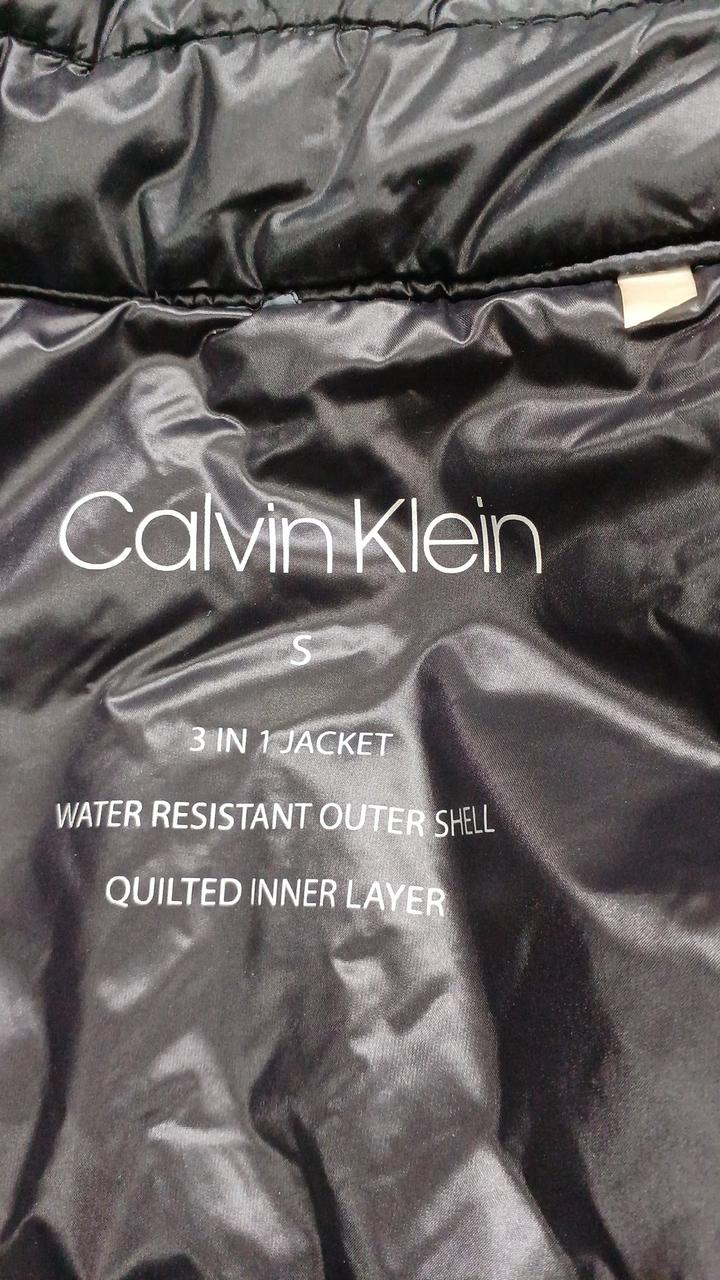 Calvin Klein
S
3 IN 1 JACKET
WATER RESISTANT OUTER SHELL
QUILTED INNER LAYER